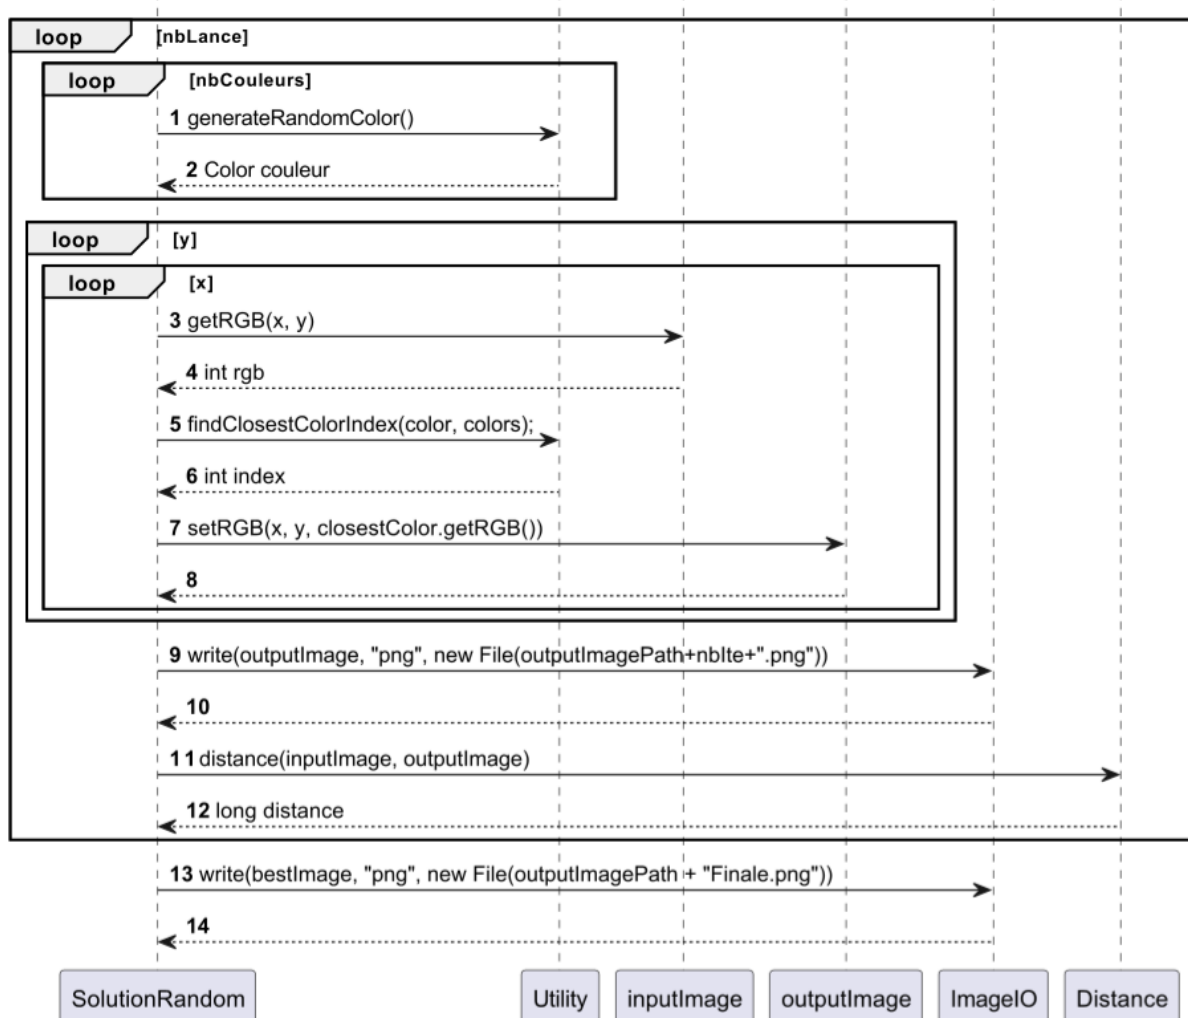 loop [nbLance]
loop [nbCouleurs]
1 generateRandomColor()
2 Color couleur
loop [y]
loop [x]
3 getRGB(x, y)
4 int rgb
5 findClosestColorIndex(color, colors);
6 int index
7 setRGB(x, y, closestColor.getRGB())
8
9 write(outputImage, "png", new File(outputImagePath+nbIte+".png"))
10
11 distance(inputImage, outputImage)
12 long distance
13 write(bestImage, "png", new File(outputImagePath + "Finale.png"))
14
SolutionRandom Utility inputImage outputImage ImageIO Distance